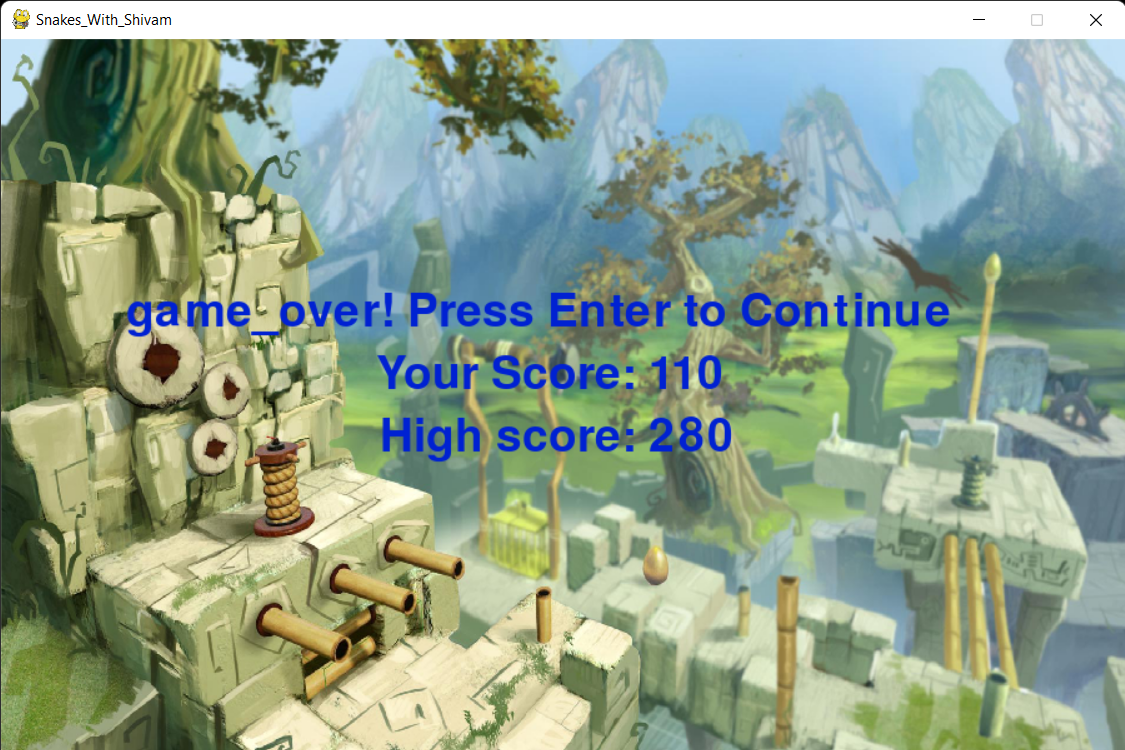 Snakes_With_Shivam
game_over! Press Enter to Continue
Your Score: 110
High score: 280